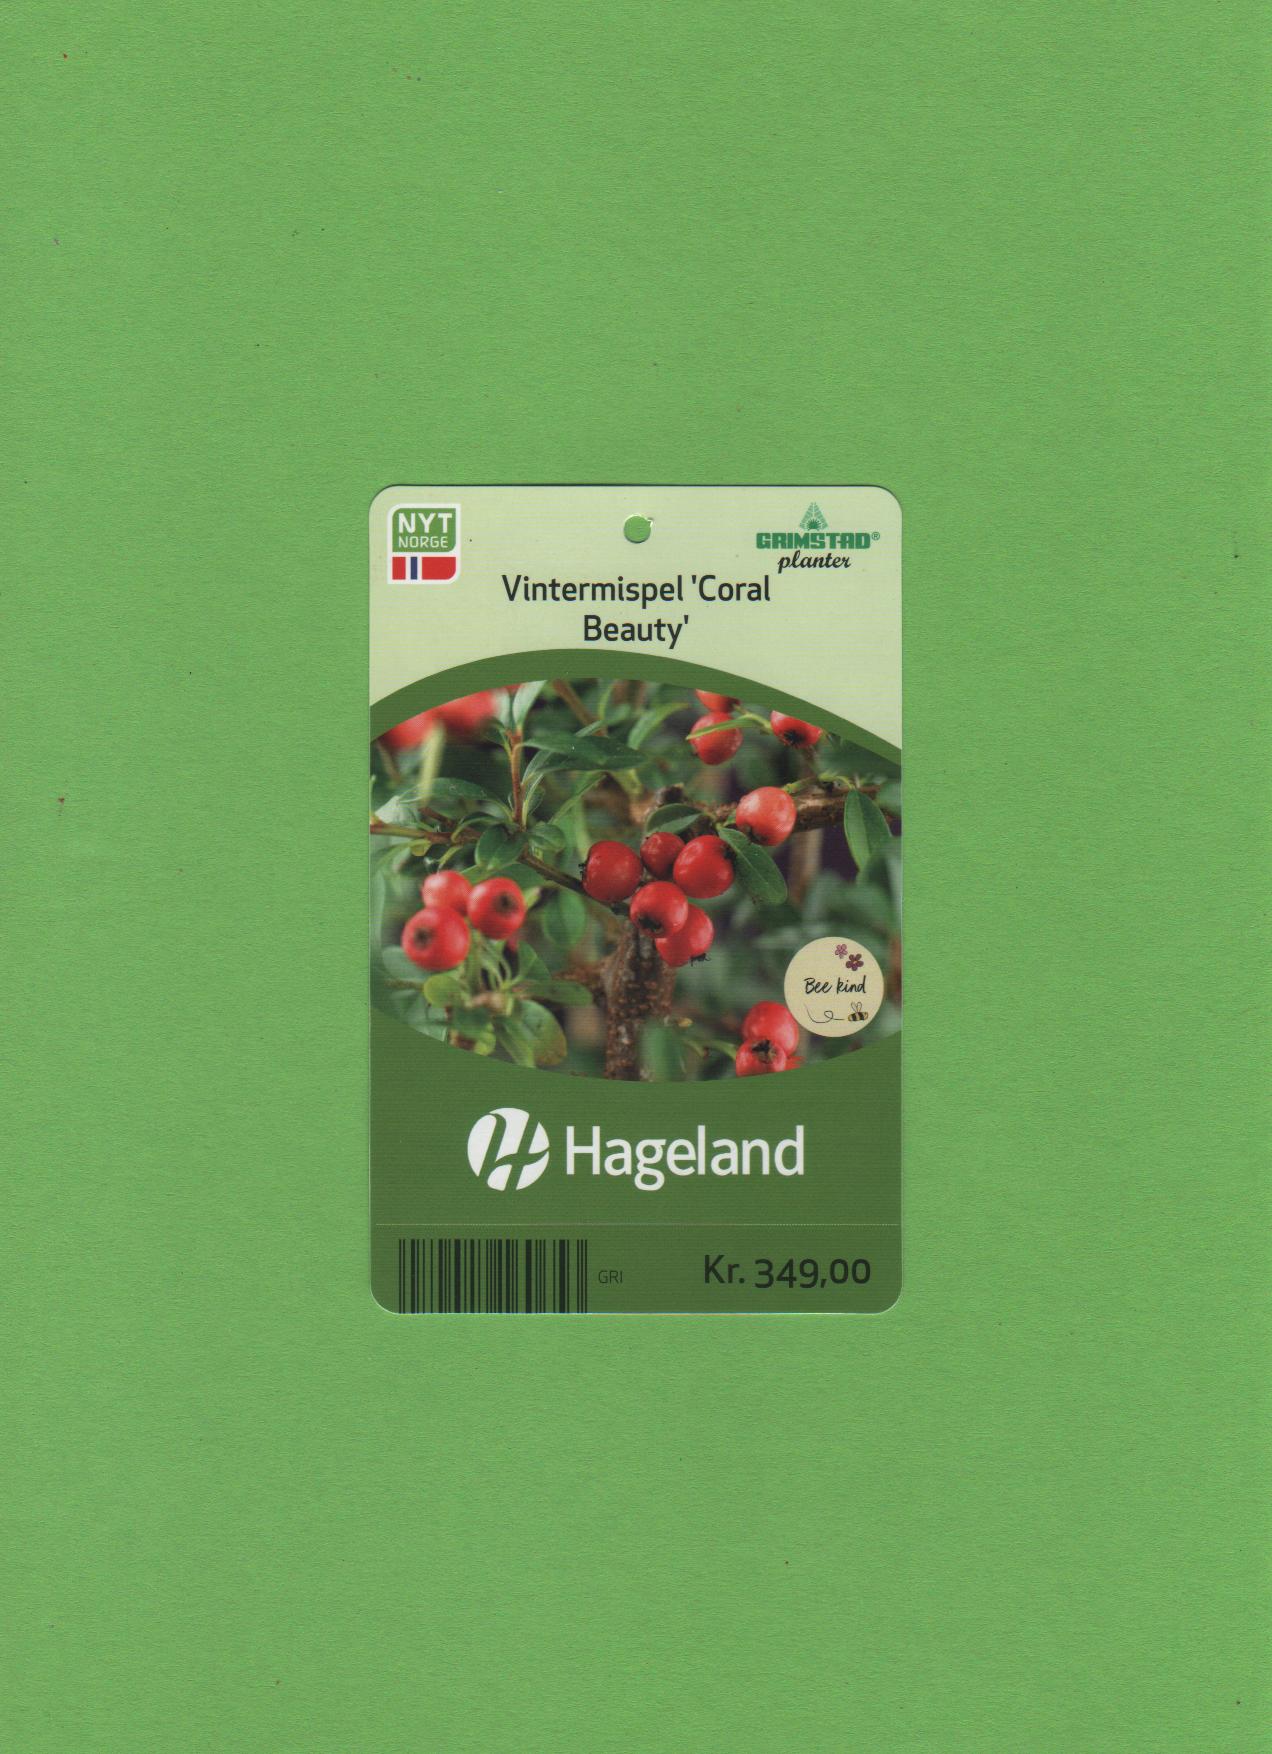 NYT
NORGE
GRIMSTAD®
planter
Vintermispel 'Coral
Beauty'
Bee kind
Hageland
GRI
Kr. 349,00